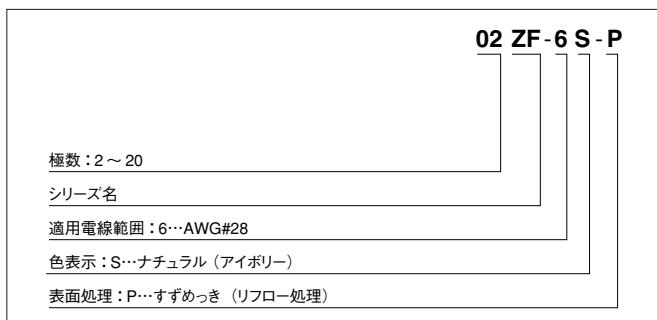 02 ZF-6 S-P
極数：2～20
シリーズ名
適用電線範囲：6…AWG#28
色表示：S…ナチュラル（アイボリー）
表面処理：P…すずめっき（リフロー処理）